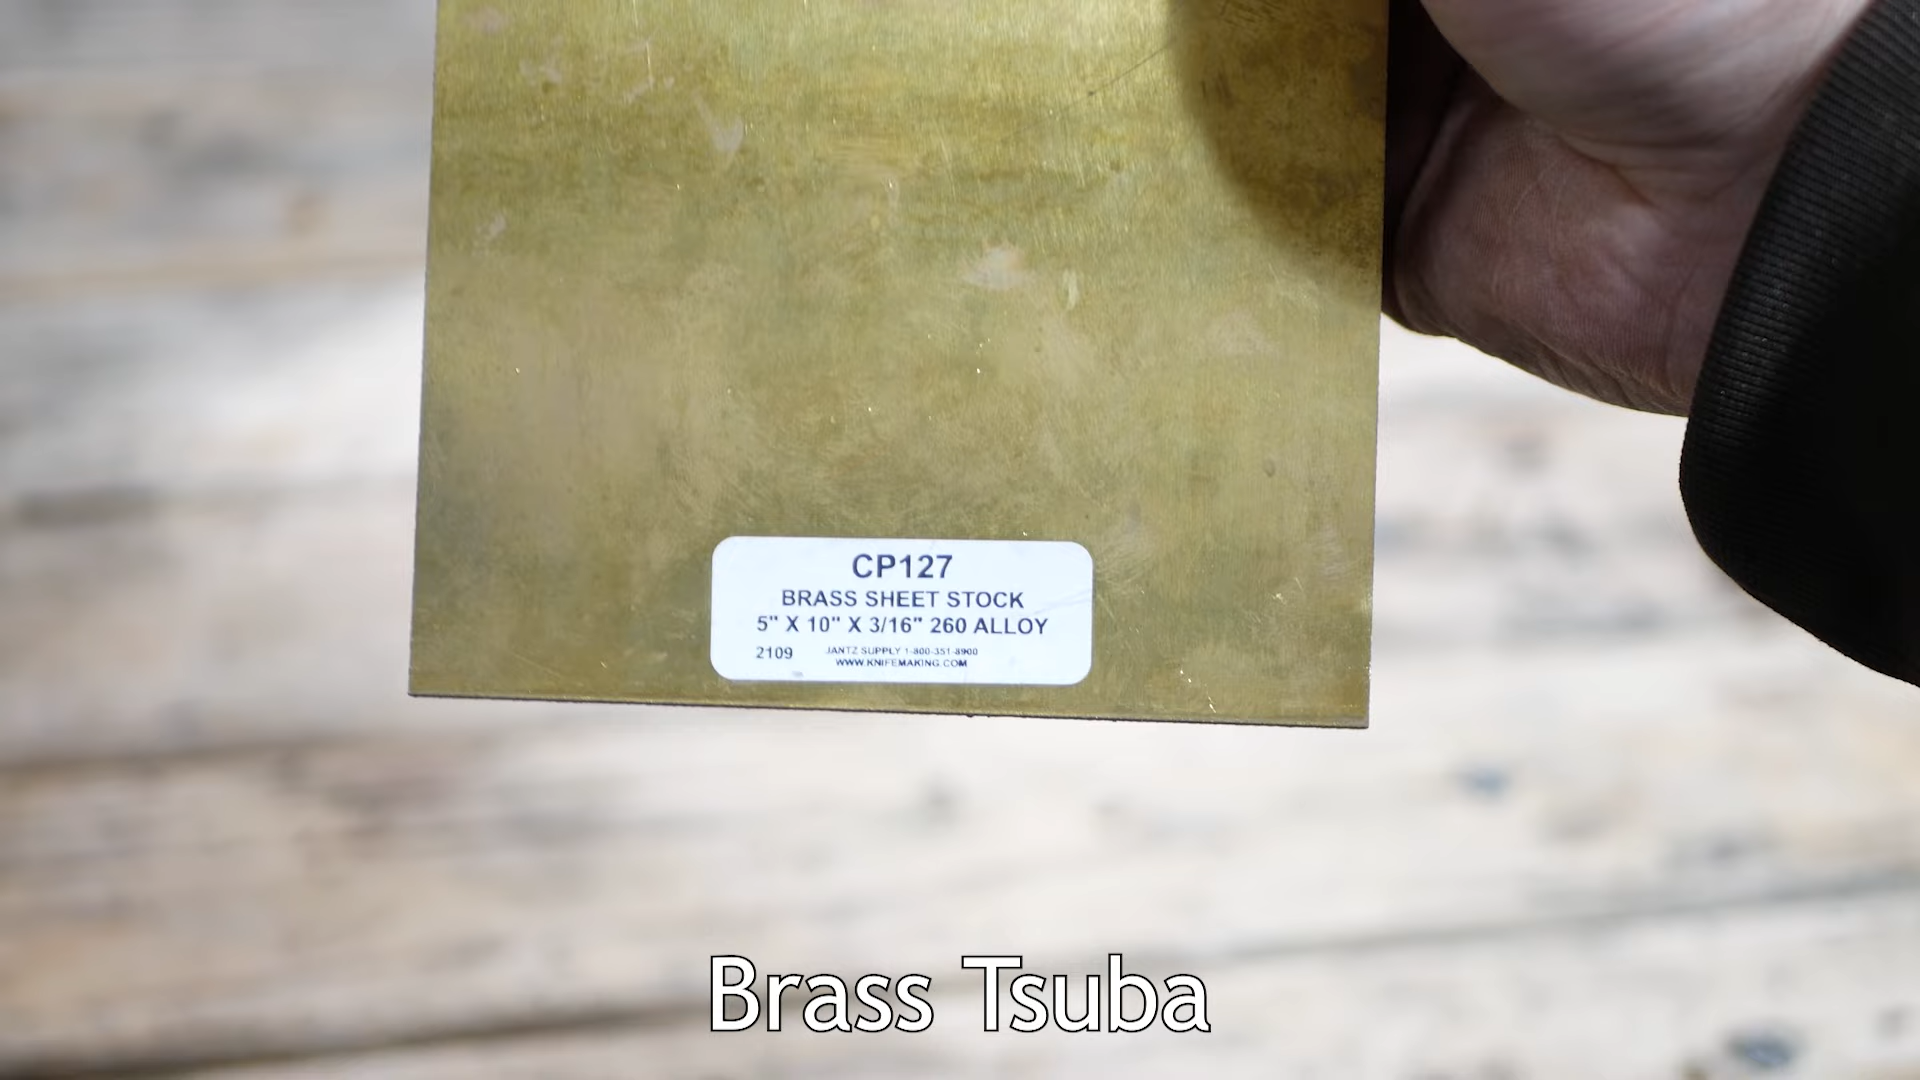 CP127
BRASS SHEET STOCK
5" X 10" X 3/16" 260 ALLOY
2109 JANTZ SUPPLY 1-800-351-8900
WWW.KNIFEMAKING.COM
Brass Tsuba